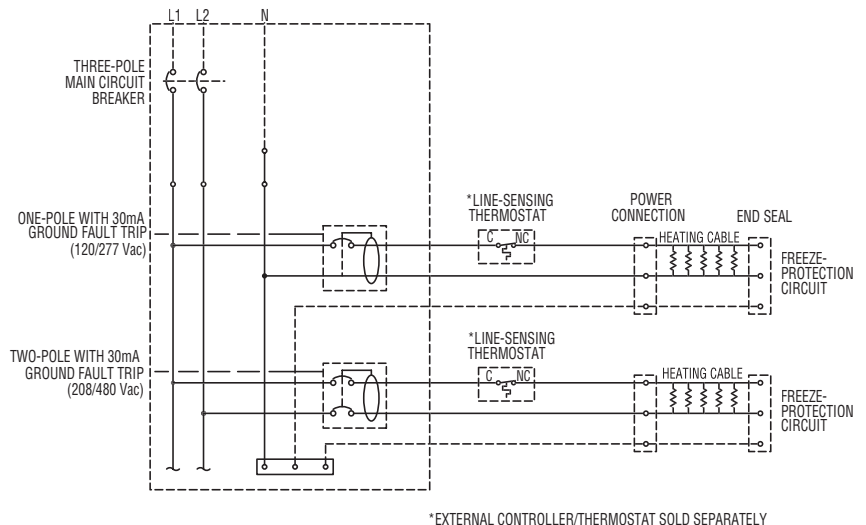 L1 L2 N
THREE-POLE
MAIN CIRCUIT
BREAKER
ONE-POLE WITH 30mA
GROUND FAULT TRIP
(120/277 Vac)
*LINE-SENSING
THERMOSTAT
C NC
POWER
CONNECTION
HEATING CABLE
END SEAL
FREEZE-
PROTECTION
CIRCUIT
TWO-POLE WITH 30mA
GROUND FAULT TRIP
(208/480 Vac)
*LINE-SENSING
THERMOSTAT
C NC
HEATING CABLE
FREEZE-
PROTECTION
CIRCUIT
*EXTERNAL CONTROLLER/THERMOSTAT SOLD SEPARATELY